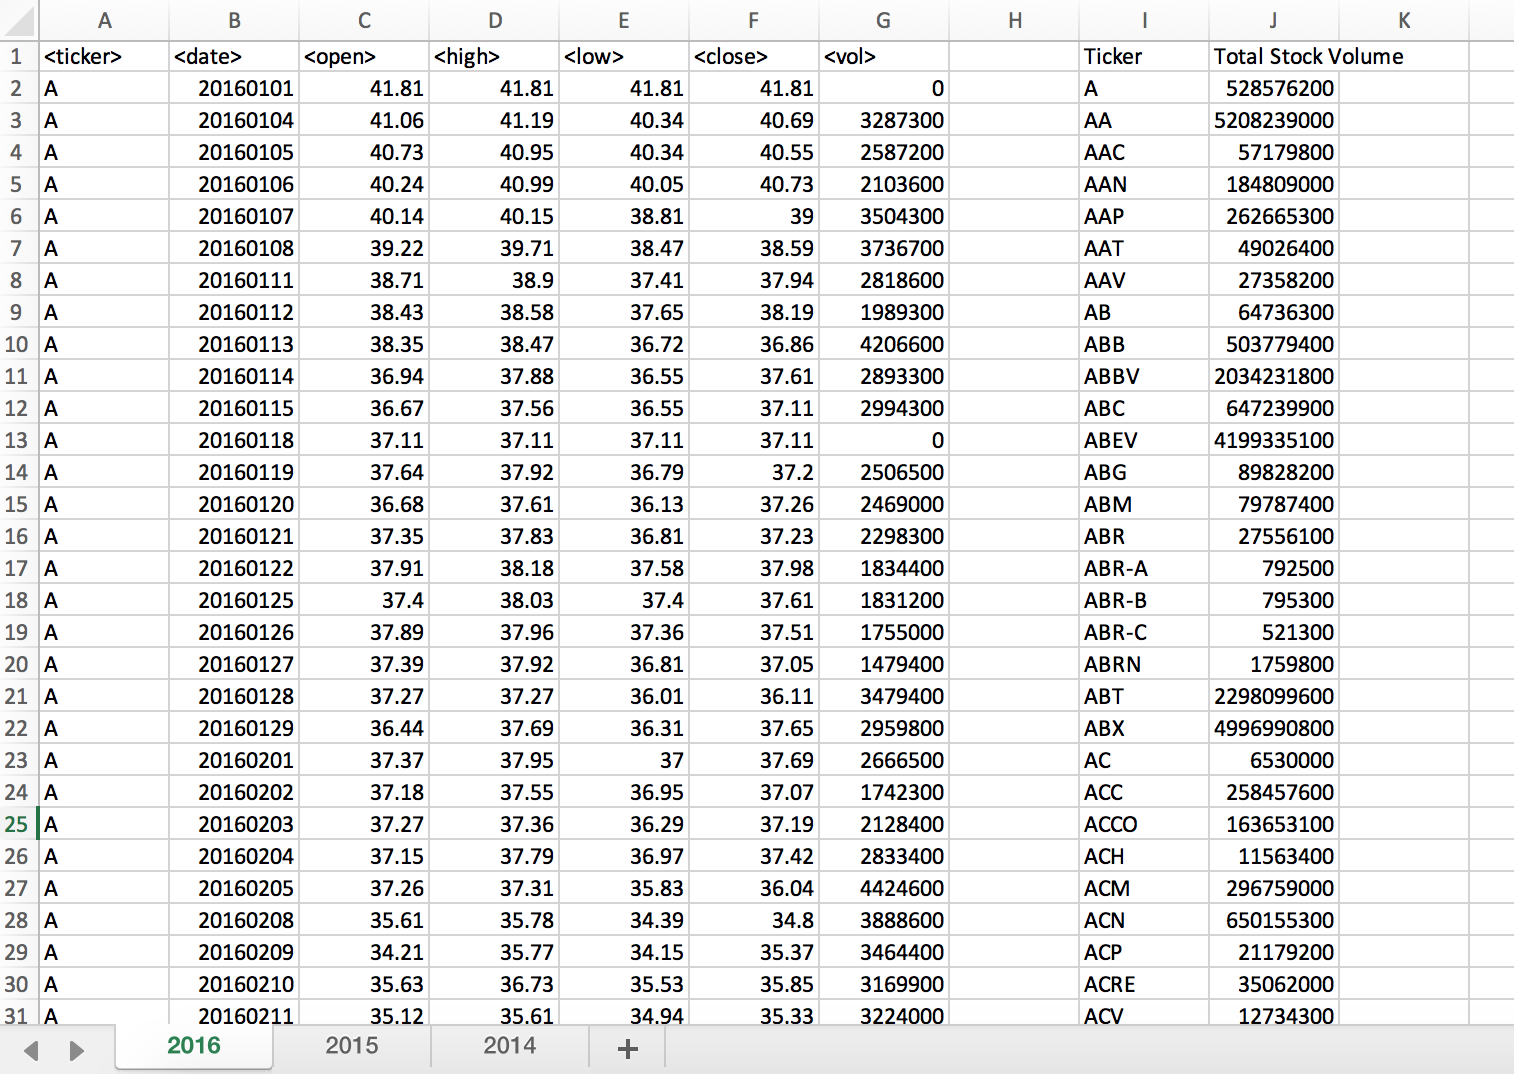 A B C D E F G H I J K
1 <ticker> <date> <open> <high> <low> <close> <vol> Ticker Total Stock Volume
2 A 20160101 41.81 41.81 41.81 41.81 0 A 528576200
3 A 20160104 41.06 41.19 40.34 40.69 3287300 AA 5208239000
4 A 20160105 40.73 40.95 40.34 40.55 2587200 AAC 57179800
5 A 20160106 40.24 40.99 40.05 40.73 2103600 AAN 184809000
6 A 20160107 40.14 40.15 38.81 39 3504300 AAP 262665300
7 A 20160108 39.22 39.71 38.47 38.59 3736700 AAT 49026400
8 A 20160111 38.71 38.9 37.41 37.94 2818600 AAV 27358200
9 A 20160112 38.43 38.58 37.65 38.19 1989300 AB 64736300
10 A 20160113 38.35 38.47 36.72 36.86 4206600 ABB 503779400
11 A 20160114 36.94 37.88 36.55 37.61 2893300 ABBV 2034231800
12 A 20160115 36.67 37.56 36.55 37.11 2994300 ABC 647239900
13 A 20160118 37.11 37.11 37.11 37.11 0 ABEV 4199335100
14 A 20160119 37.64 37.92 36.79 37.2 2506500 ABG 89828200
15 A 20160120 36.68 37.61 36.13 37.26 2469000 ABM 79787400
16 A 20160121 37.35 37.83 36.81 37.23 2298300 ABR 27556100
17 A 20160122 37.91 38.18 37.58 37.98 1834400 ABR-A 792500
18 A 20160125 37.4 38.03 37.4 37.61 1831200 ABR-B 795300
19 A 20160126 37.89 37.96 37.36 37.51 1755000 ABR-C 521300
20 A 20160127 37.39 37.92 36.81 37.05 1479400 ABRN 1759800
21 A 20160128 37.27 37.27 36.01 36.11 3479400 ABT 2298099600
22 A 20160129 36.44 37.69 36.31 37.65 2959800 ABX 4996990800
23 A 20160201 37.37 37.95 37 37.69 2666500 AC 6530000
24 A 20160202 37.18 37.55 36.95 37.07 1742300 ACC 258457600
25 A 20160203 37.27 37.36 36.29 37.19 2128400 ACCO 163653100
26 A 20160204 37.15 37.79 36.97 37.42 2833400 ACH 11563400
27 A 20160205 37.26 37.31 35.83 36.04 4424600 ACM 296759000
28 A 20160208 35.61 35.78 34.39 34.8 3888600 ACN 650155300
29 A 20160209 34.21 35.77 34.15 35.37 3464400 ACP 21179200
30 A 20160210 35.63 36.73 35.53 35.85 3169900 ACRE 35062000
31 A 20160211 35.12 35.61 34.94 35.33 3224000 ACV 12734300
2016 2015 2014 +